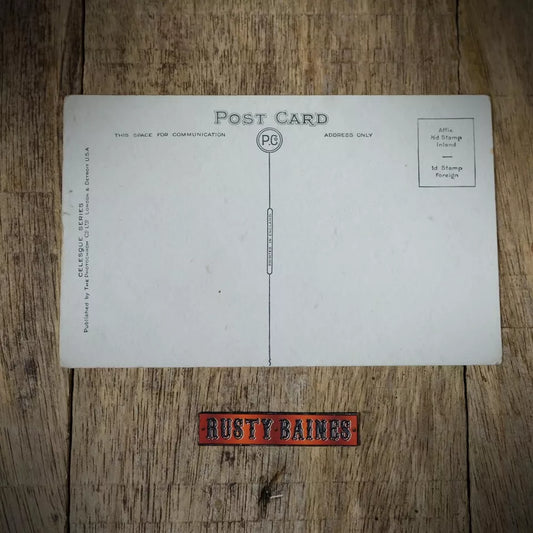 POST CARD
THIS SPACE FOR COMMUNICATION
P.C.
ADDRESS ONLY
Affix
½d Stamp
Inland
1d Stamp
Foreign
CELESQUE SERIES
Published by THE PHOTOCHROM CO. LTD. LONDON & DETROIT U.S.A
PRINTED IN ENGLAND
RUSTY BAINES